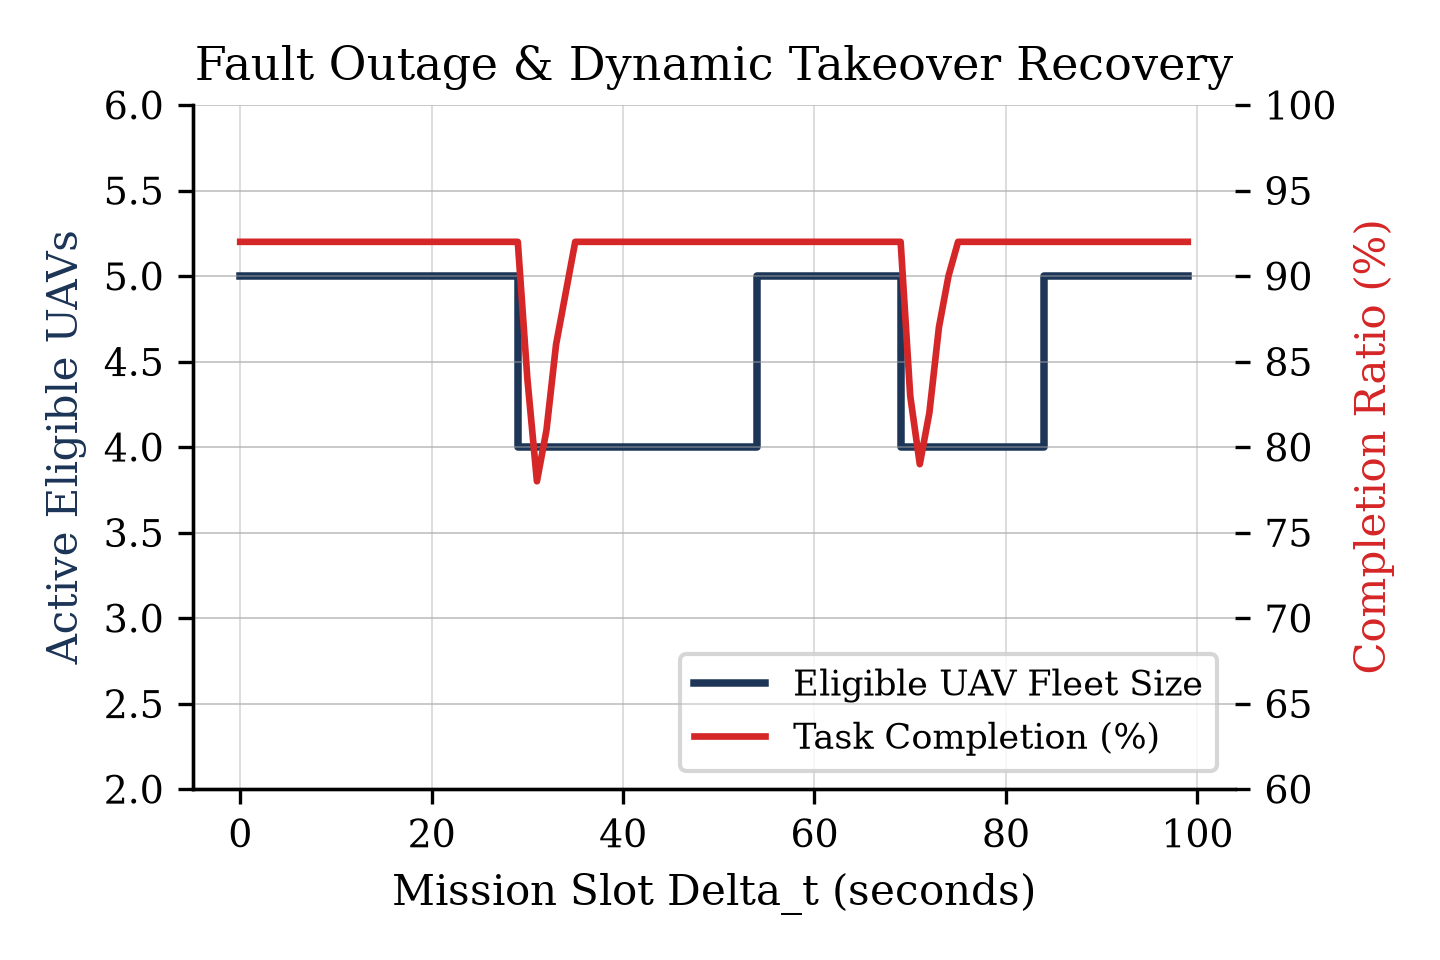 Fault Outage & Dynamic Takeover Recovery
Active Eligible UAVs
6.0
5.5
5.0
4.5
4.0
3.5
3.0
2.5
2.0
100
95
90
85
80
75
70
65
60
Completion Ratio (%)
Eligible UAV Fleet Size
Task Completion (%)
0 20 40 60 80 100
Mission Slot Delta_t (seconds)